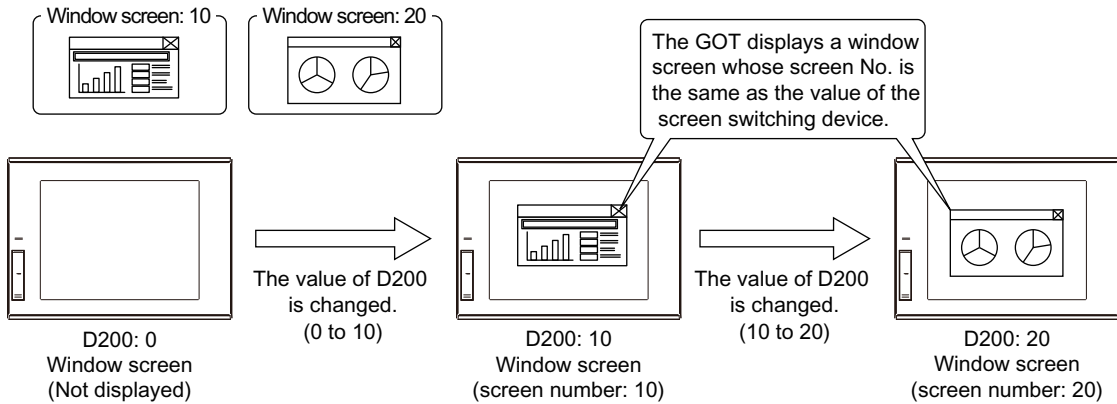 Window screen: 10
Window screen: 20
The GOT displays a window
screen whose screen No. is
the same as the value of the
screen switching device.
The value of D200
is changed.
(0 to 10)
The value of D200
is changed.
(10 to 20)
D200: 0
Window screen
(Not displayed)
D200: 10
Window screen
(screen number: 10)
D200: 20
Window screen
(screen number: 20)